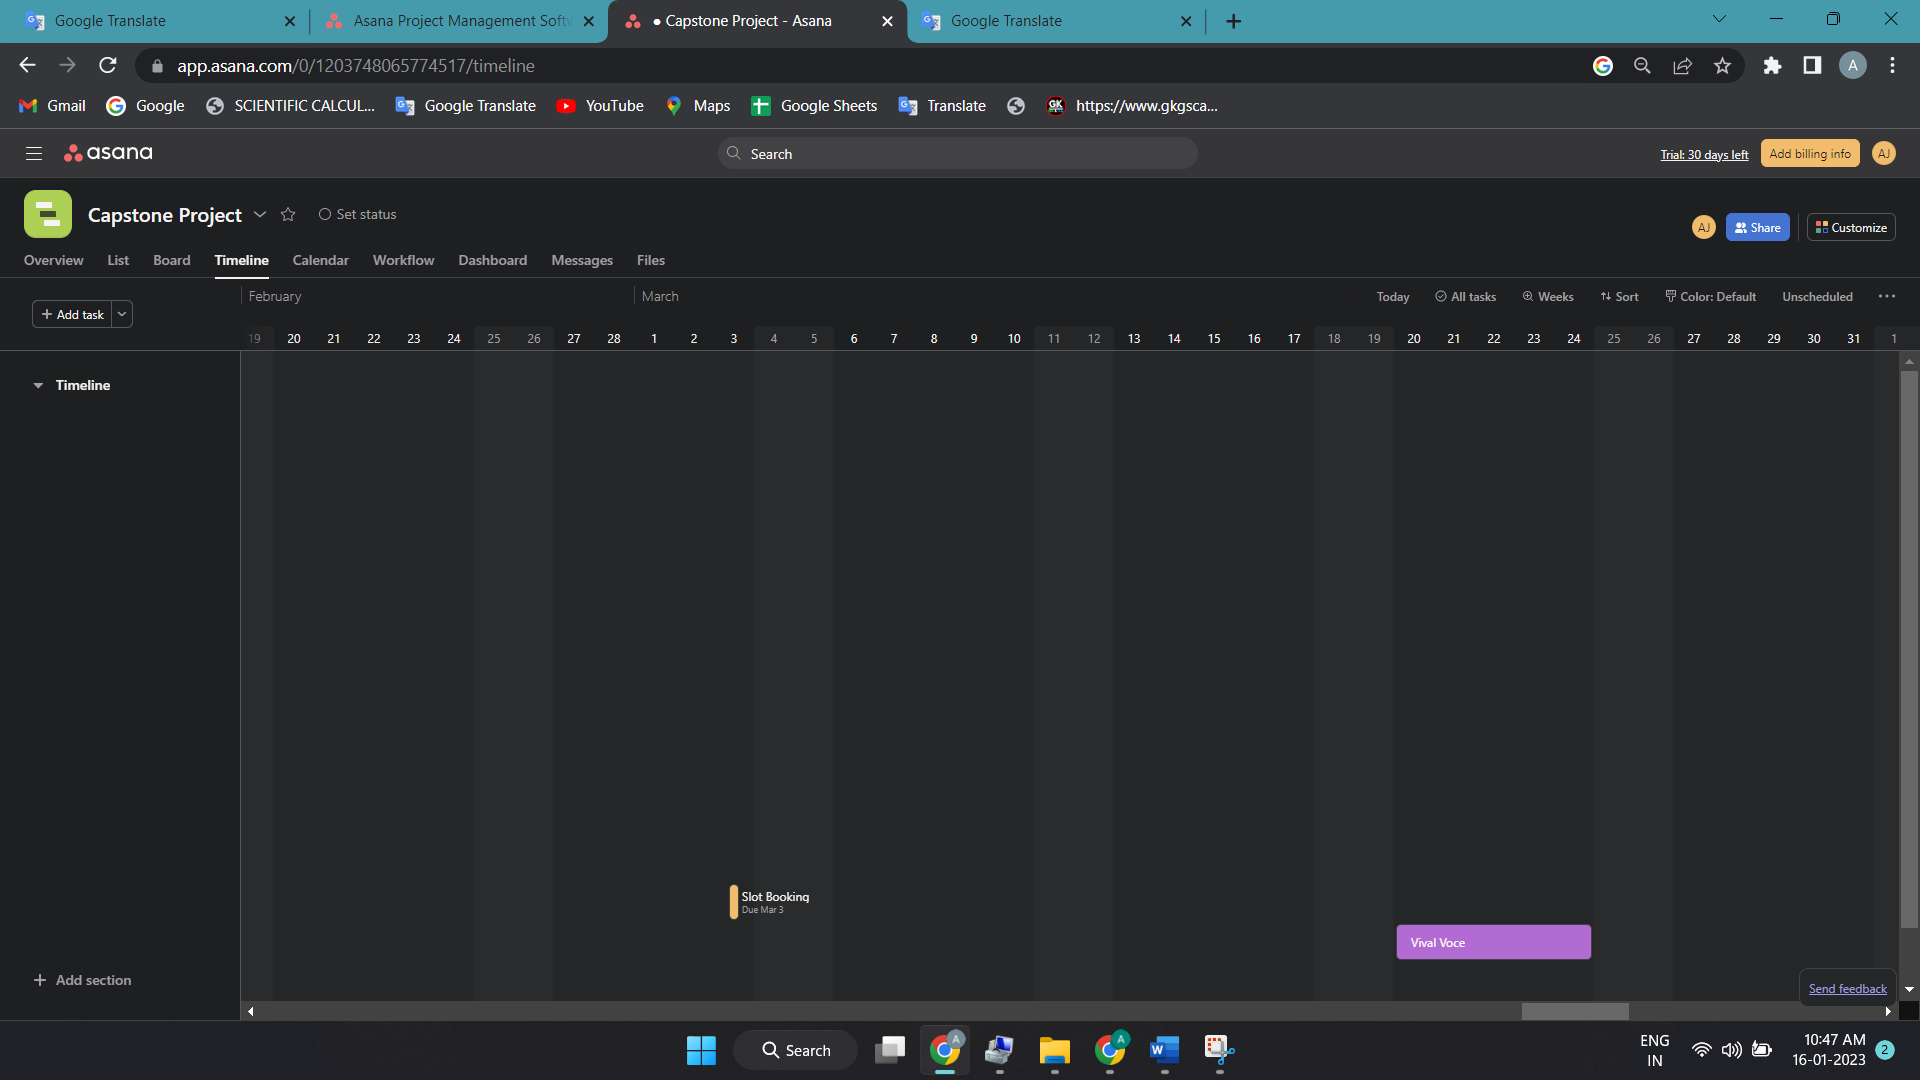 Google Translate
Asana Project Management Softw
• Capstone Project - Asana
Google Translate
app.asana.com/0/1203748065774517/timeline
A
Gmail
Google
SCIENTIFIC CALCUL...
Google Translate
YouTube
Maps
Google Sheets
Translate
https://www.gkgsca...
asana
Search
Trial: 30 days left
Add billing info
AJ
Capstone Project
Set status
AJ
Share
Customize
Overview
List
Board
Timeline
Calendar
Workflow
Dashboard
Messages
Files
+ Add task
February
March
Today
All tasks
Weeks
Sort
Color: Default
Unscheduled
19 20 21 22 23 24 25 26 27 28 1 2 3 4 5 6 7 8 9 10 11 12 13 14 15 16 17 18 19 20 21 22 23 24 25 26 27 28 29 30 31 1
Timeline
Slot Booking
Due Mar 3
Vival Voce
+ Add section
Send feedback
Search
ENG
IN
10:47 AM
16-01-2023
2